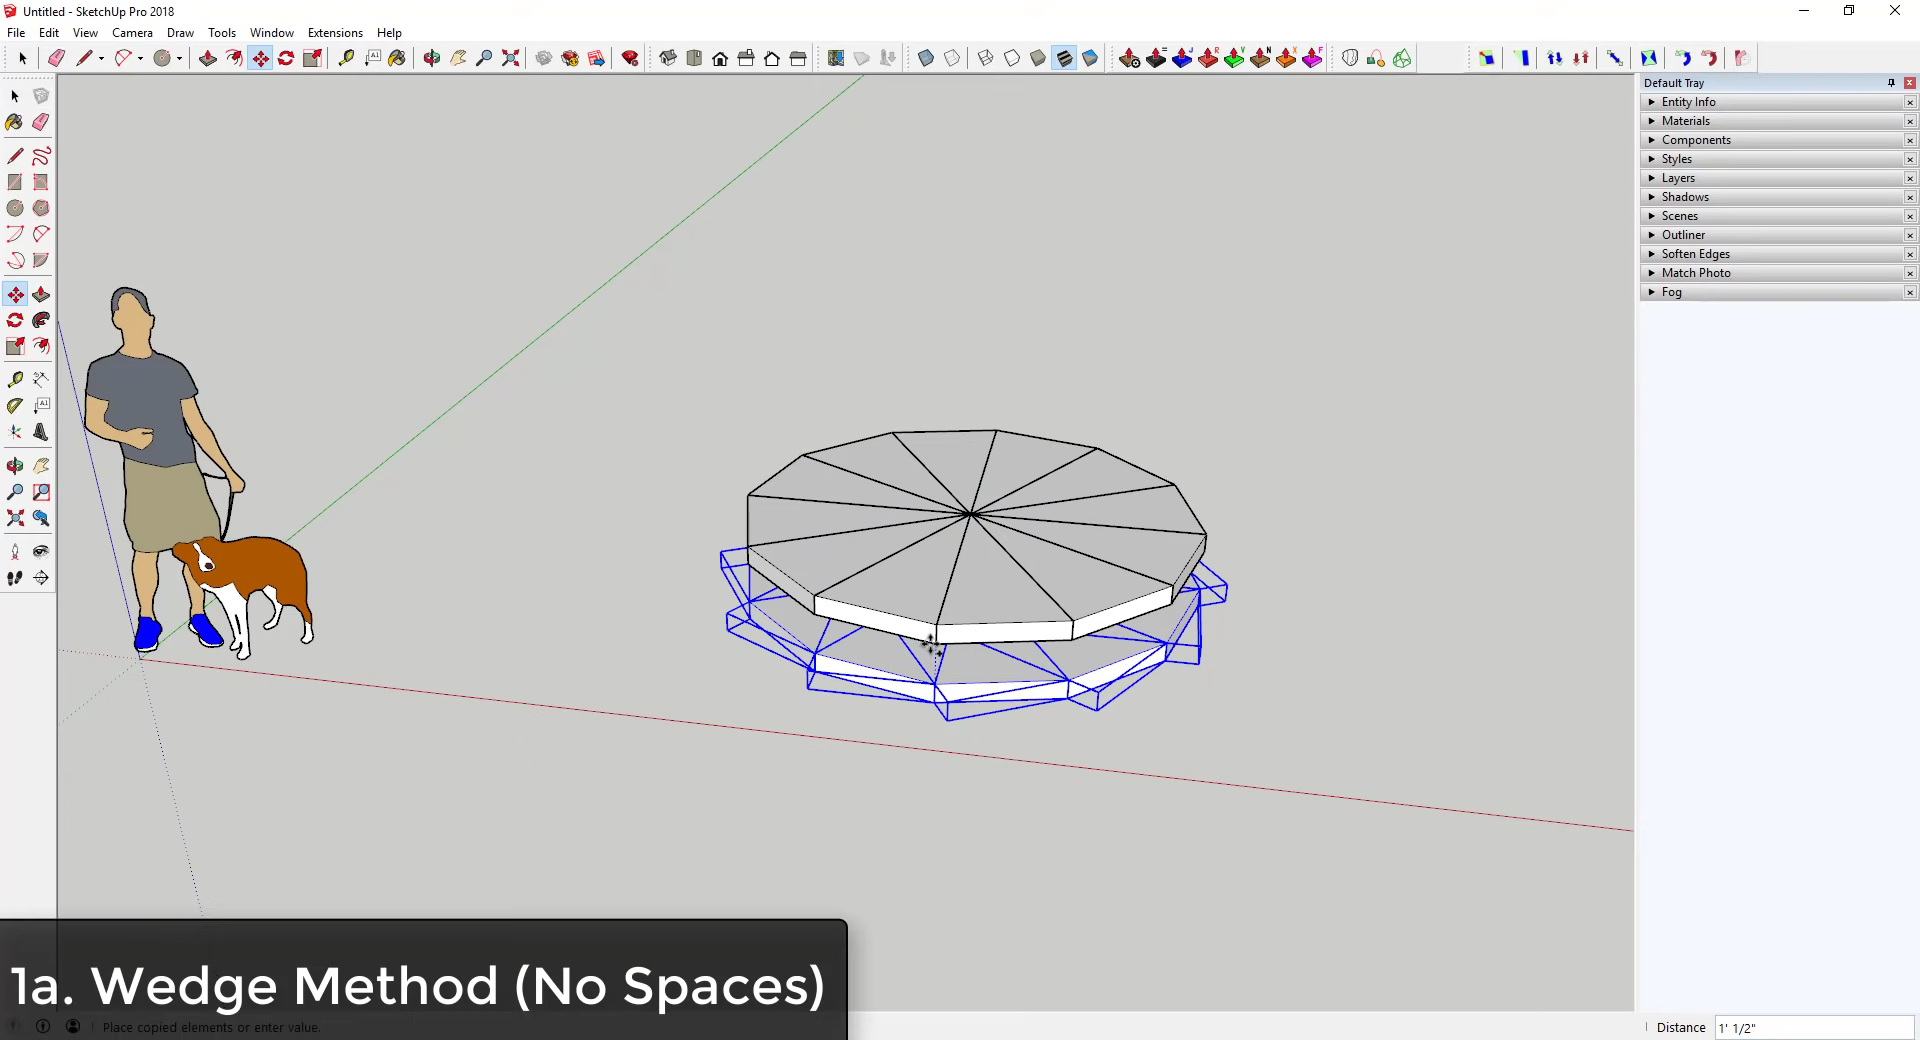 Untitled - SketchUp Pro 2018
File Edit View Camera Draw Tools Window Extensions Help
Default Tray
Entity Info
Materials
Components
Styles
Layers
Shadows
Scenes
Outliner
Soften Edges
Match Photo
Fog
1a. Wedge Method (No Spaces)
Place copied elements or enter value.
Distance 1' 1/2"